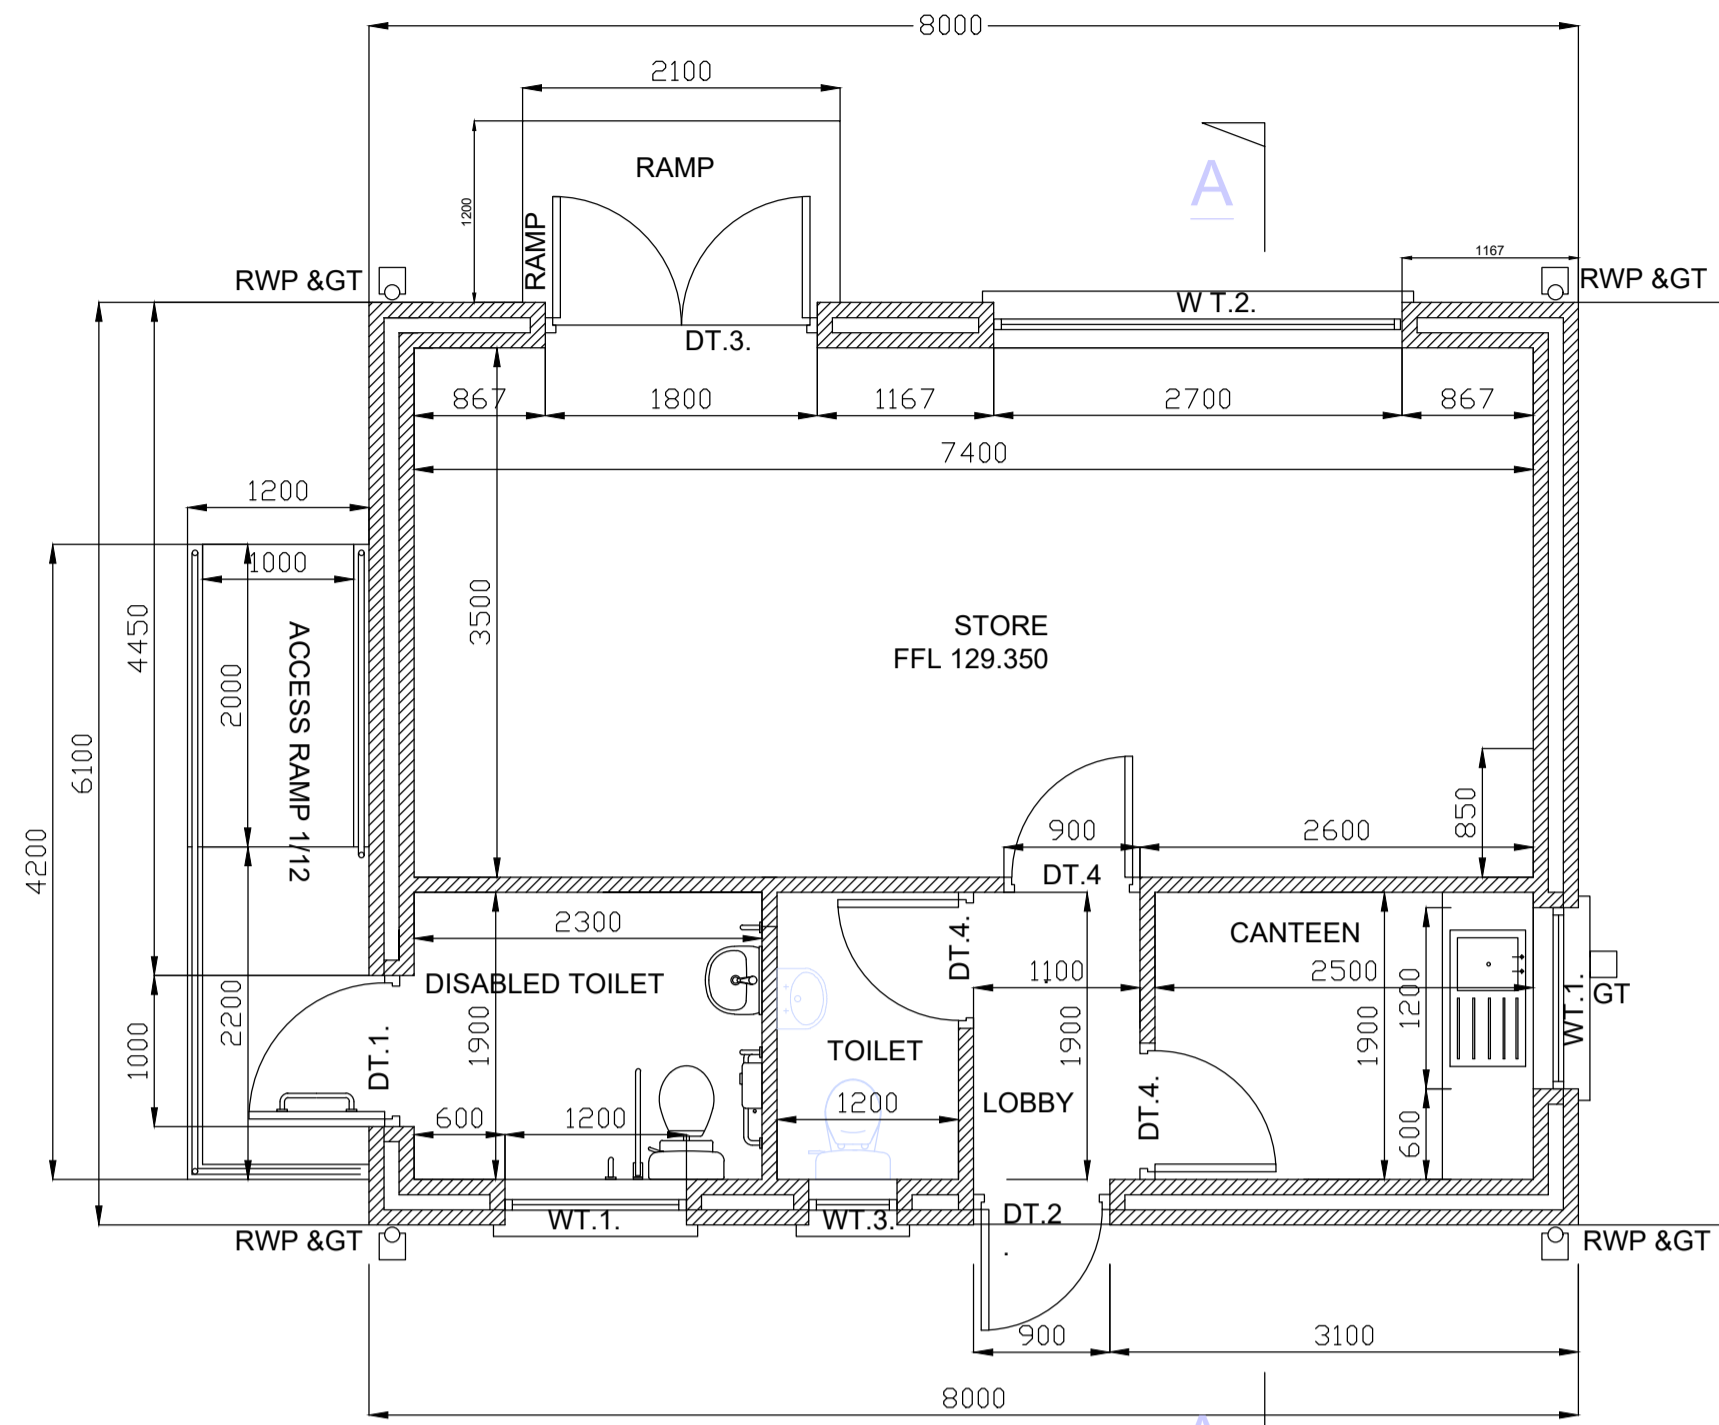 8000
2100
RAMP
RAMP
1200
A
1167
RWP &GT
RWP &GT
W T.2.
DT.3.
867
1800
1167
2700
867
7400
1200
1000
4450
3500
STORE
FFL 129.350
ACCESS RAMP 1/12
2000
6100
4200
850
900
2600
DT.4
2300
CANTEEN
DT.4.
DISABLED TOILET
1100
2500
1200
WT.1.
GT
2200
1000
DT.1.
1900
TOILET
1900
1900
LOBBY
DT.4.
600
1200
1200
600
WT.1.
WT.3.
DT.2
.
RWP &GT
RWP &GT
900
3100
8000
A